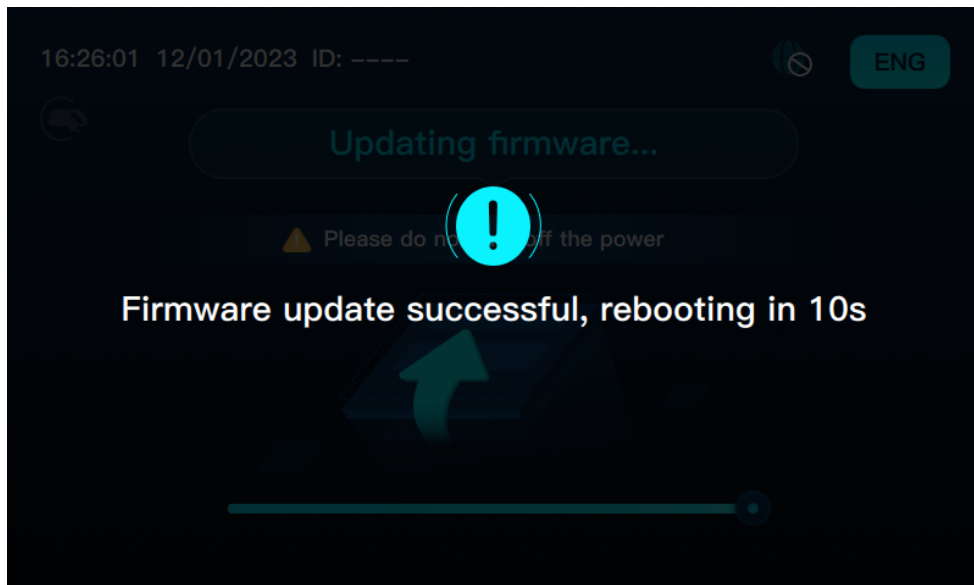 16:26:01 12/01/2023 ID: ----
ENG
Updating firmware...
Please do no off the power
Firmware update successful, rebooting in 10s